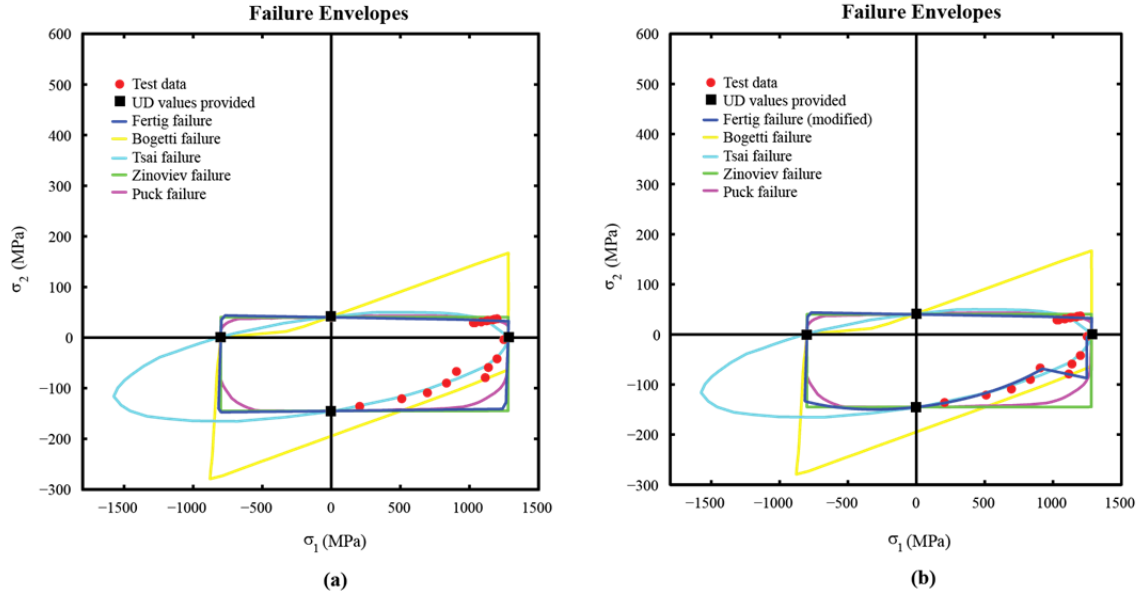 Failure Envelopes
600
500
400
300
200
100
0
−100
−200
−300
σ2 (MPa)
Test data
UD values provided
Fertig failure
Bogetti failure
Tsai failure
Zinoviev failure
Puck failure
−1500 −1000 −500 0 500 1000 1500
σ1 (MPa)
(a)
Failure Envelopes
600
500
400
300
200
100
0
−100
−200
−300
σ2 (MPa)
Test data
UD values provided
Fertig failure (modified)
Bogetti failure
Tsai failure
Zinoviev failure
Puck failure
−1500 −1000 −500 0 500 1000 1500
σ1 (MPa)
(b)